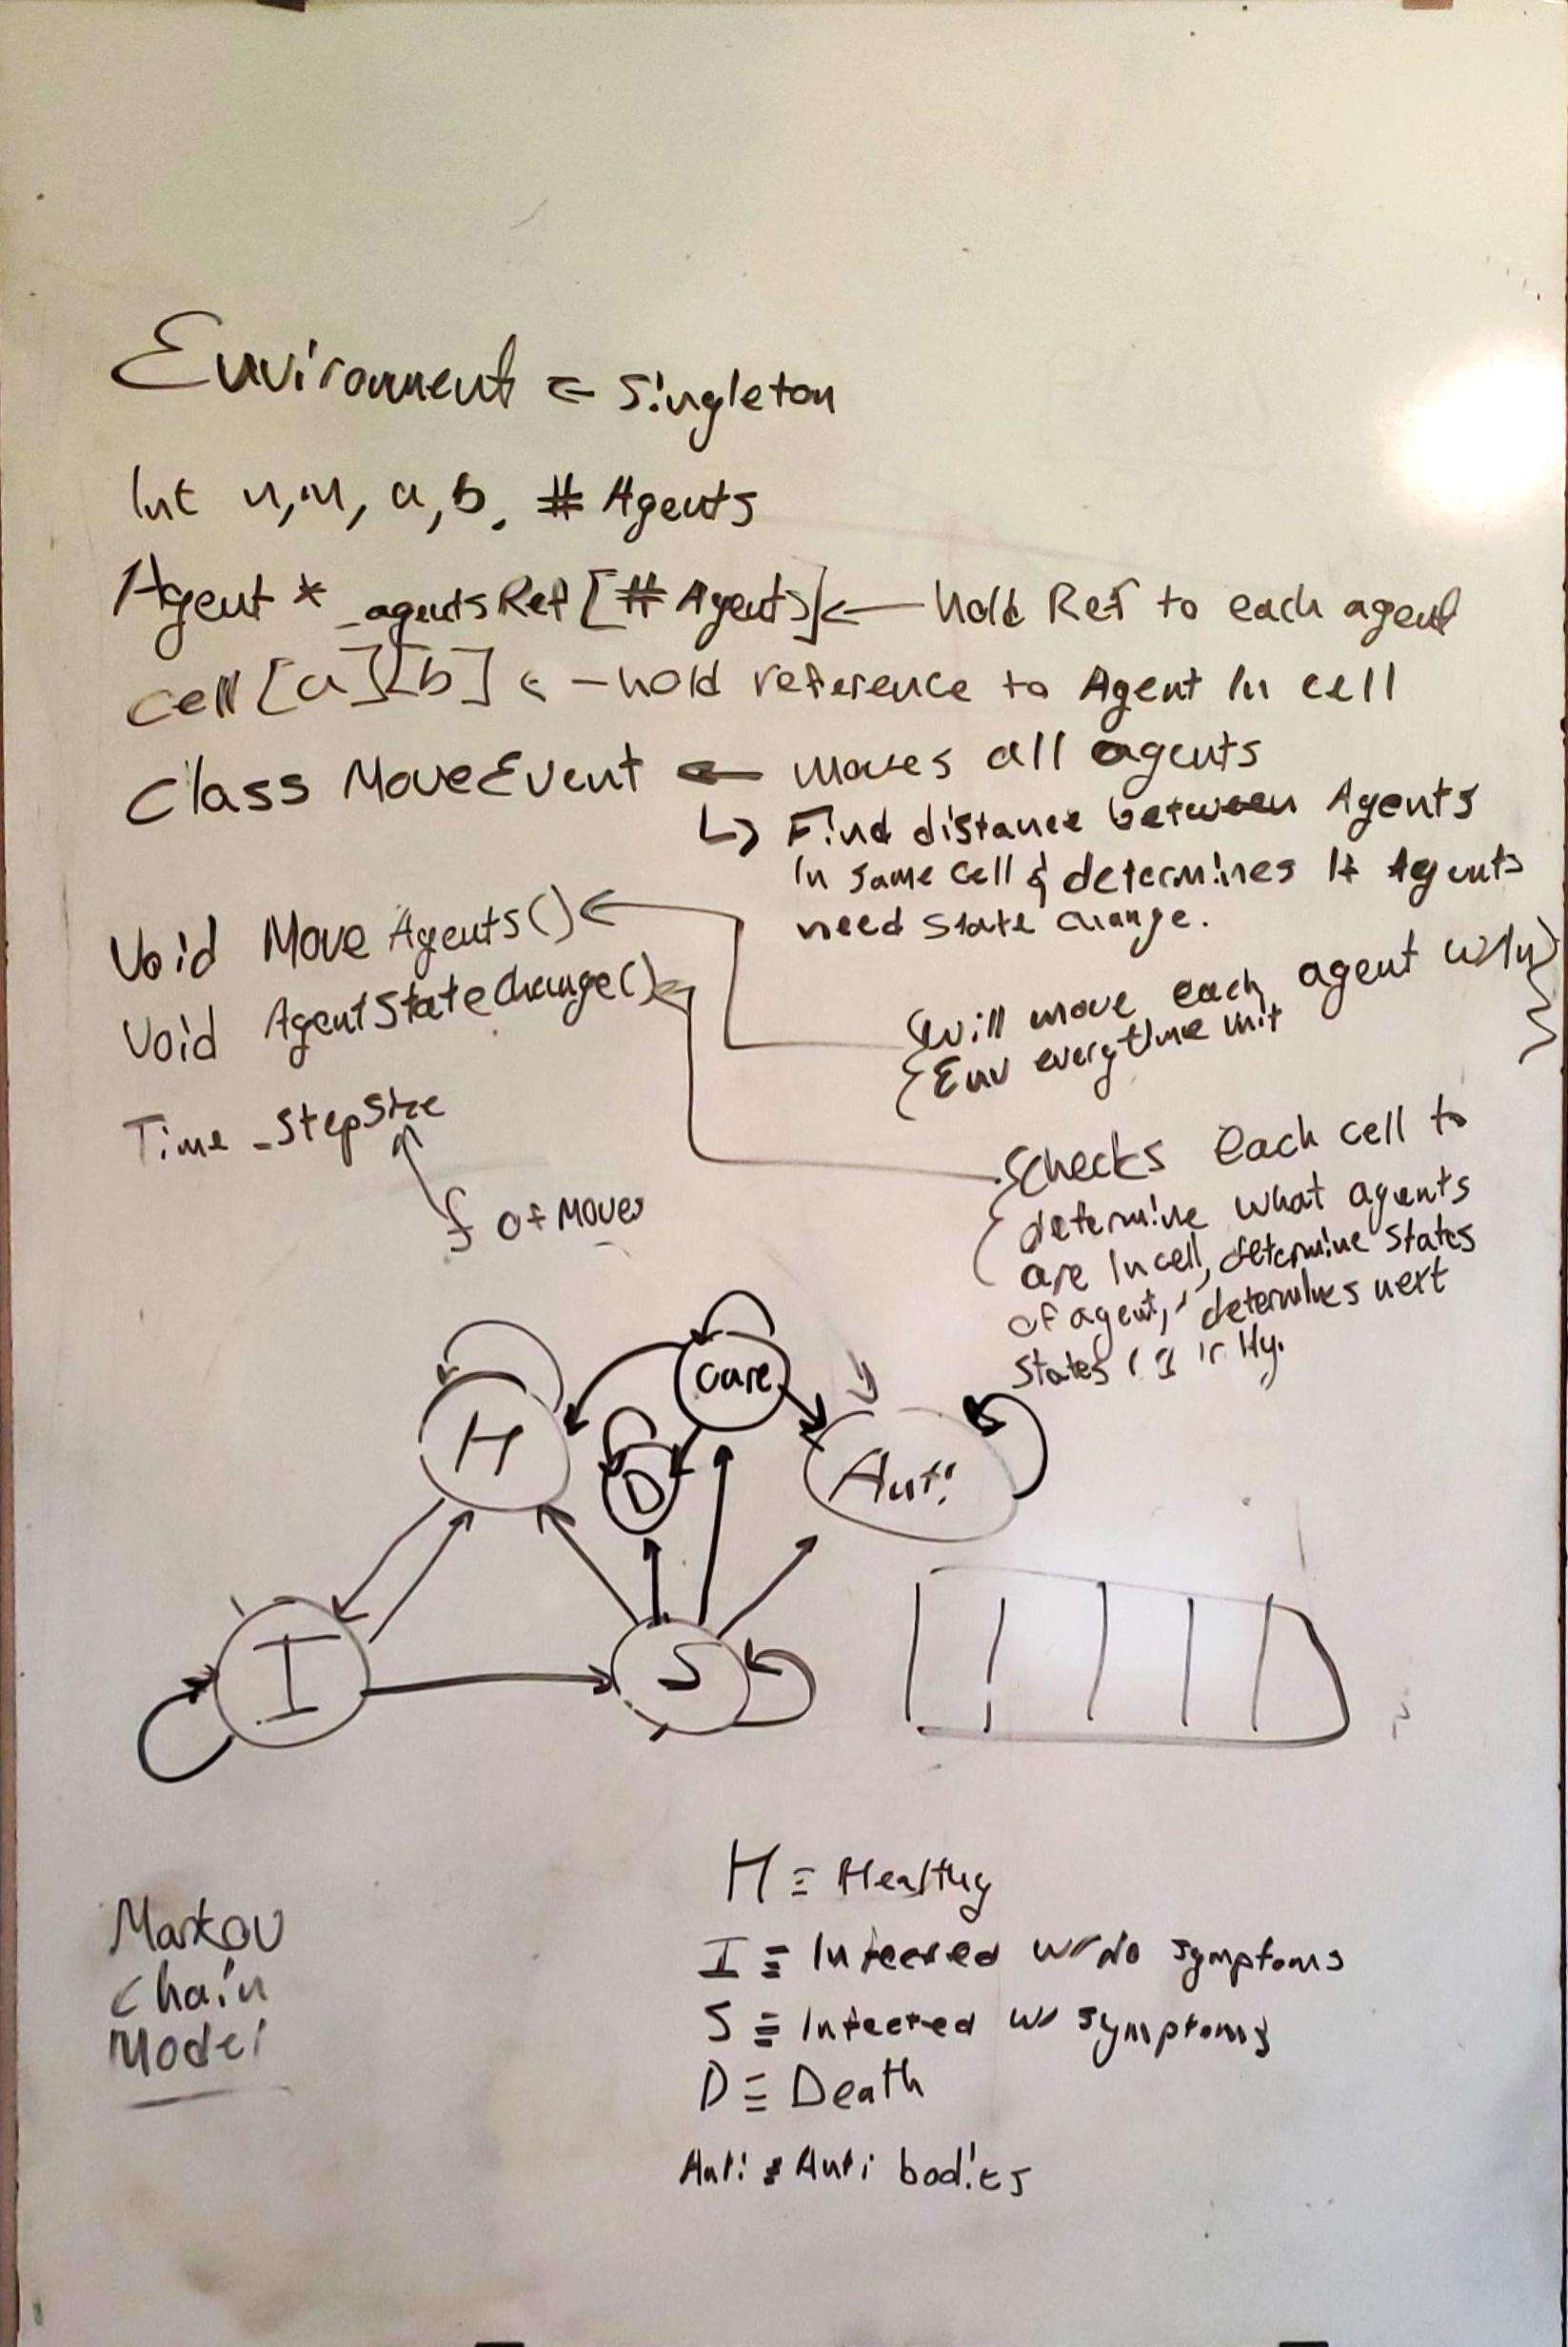 Environment ← Singleton
Int n,m, a,b, # Agents
Agent * _agentsRef [# Agents] ← hold Ref to each agent
cell [a][b] ← hold reference to Agent In cell
Class MoveEvent ← moves all agents
↳ Find distance between Agents
In same cell & determines If Agents
need state change.
Void MoveAgents()
Void AgentStateChange()
will move each agent w/in
Env every time unit
Time _StepSize
f of Moves
Checks Each cell to
determine what agents
are In cell, determine states
of agent, determines next
states
Care
H
D
Anti
I
S
Markov
Chain
Model
H ≡ Healthy
I ≡ Infected w/ no symptoms
S ≡ Infected w/ symptoms
D ≡ Death
Anti ≡ Anti bodies